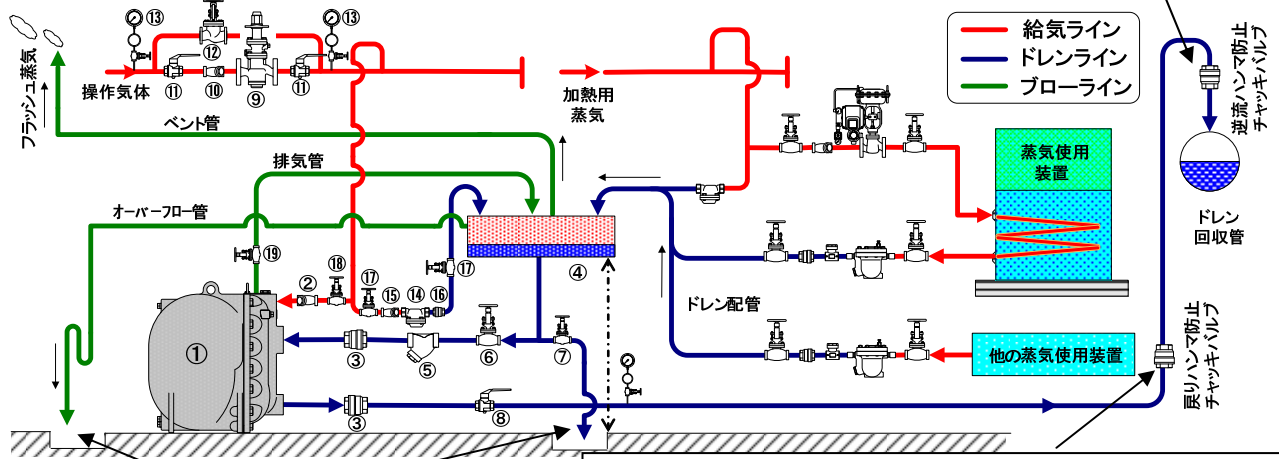 ⑬
⑬
⑫
⑪
⑩
⑨
⑪
操作気体
フラッシュ蒸気
ベント管
加熱用
蒸気
給気ライン
ドレンライン
ブローライン
逆流ハンマ防止
チャッキバルブ
蒸気使用
装置
ドレン
回収管
排気管
オーバーフロー管
⑲
⑱
②
⑰
⑮
⑭
⑯
⑰
④
①
③
⑤
⑥
⑦
ドレン配管
他の蒸気使用装置
戻りハンマ防止
チャッキバルブ
③
⑧